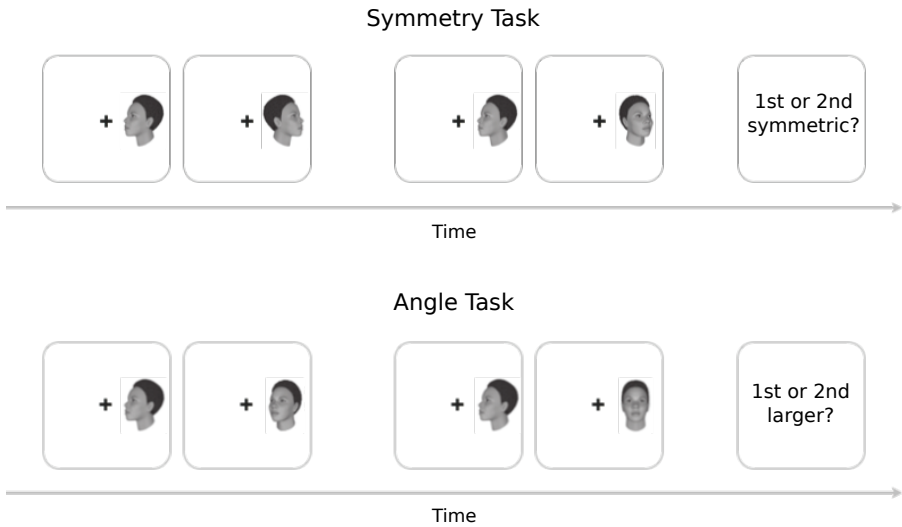 Symmetry Task
1st or 2nd
symmetric?
Time
Angle Task
1st or 2nd
larger?
Time